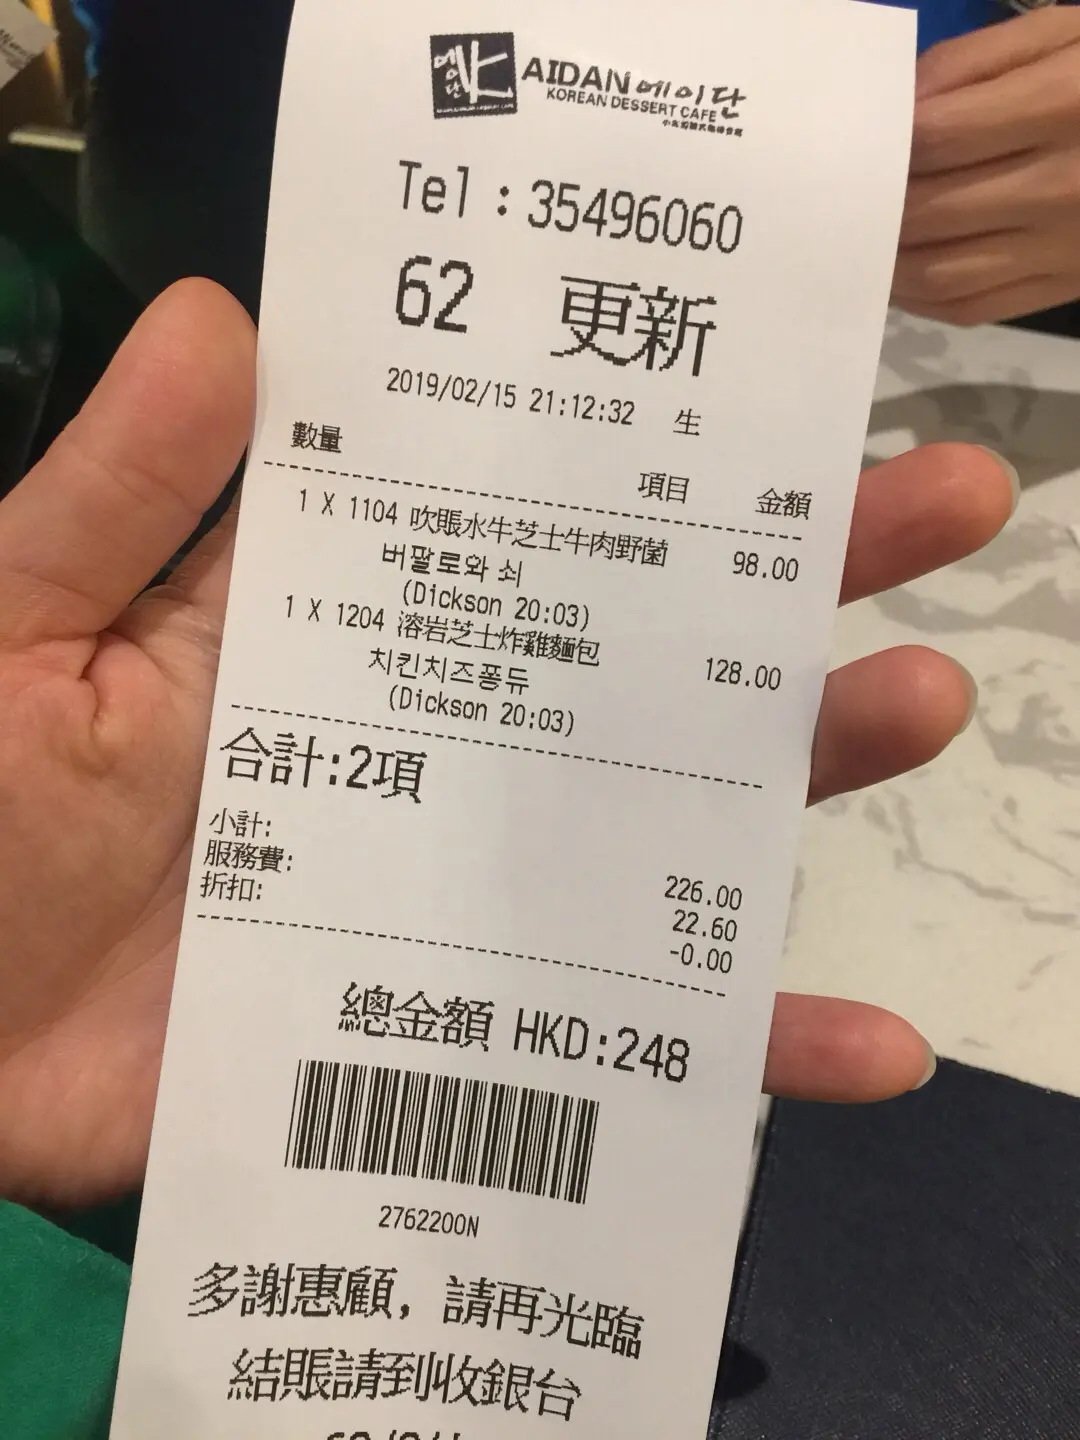 에이단 AIDAN 에이단
KOREAN DESSERT CAFE
Tel : 35496060
62 更新
2019/02/15 21:12:32 生
數量 項目 金額
1 X 1104 吹賬水牛芝士牛肉野菌 98.00
버팔로와 쇠
(Dickson 20:03)
1 X 1204 溶岩芝士炸雞麵包 128.00
치킨치즈퐁듀
(Dickson 20:03)
合計:2項
小計: 226.00
服務費: 22.60
折扣: -0.00
總金額 HKD:248
2762200N
多謝惠顧, 請再光臨
結賬請到收銀台